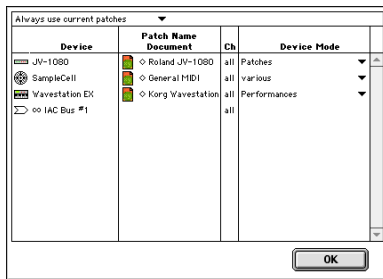 Always use current patches
Device
Patch Name
Document
Ch
Device Mode
JV-1080 ◇ Roland JV-1080 all Patches
SampleCell ◇ General MIDI all various
Wavestation EX ◇ Korg Wavestation all Performances
∞ IAC Bus #1 all
OK